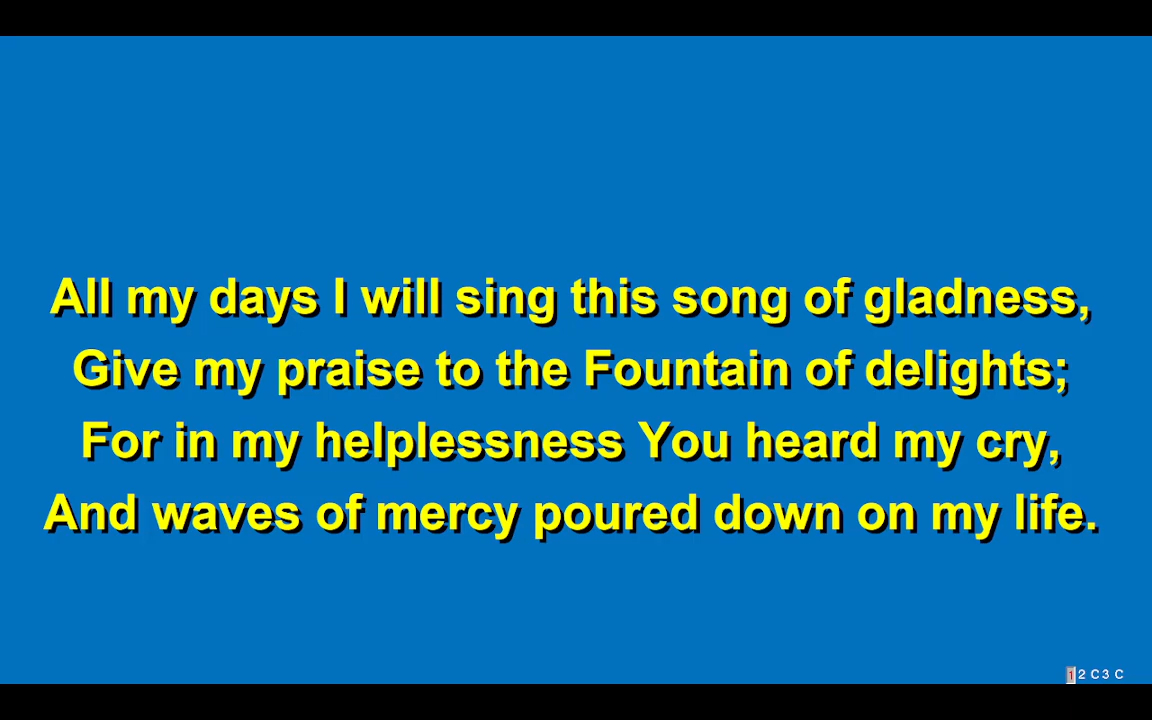 All my days I will sing this song of gladness,
Give my praise to the Fountain of delights;
For in my helplessness You heard my cry,
And waves of mercy poured down on my life.
1 2 C 3 C